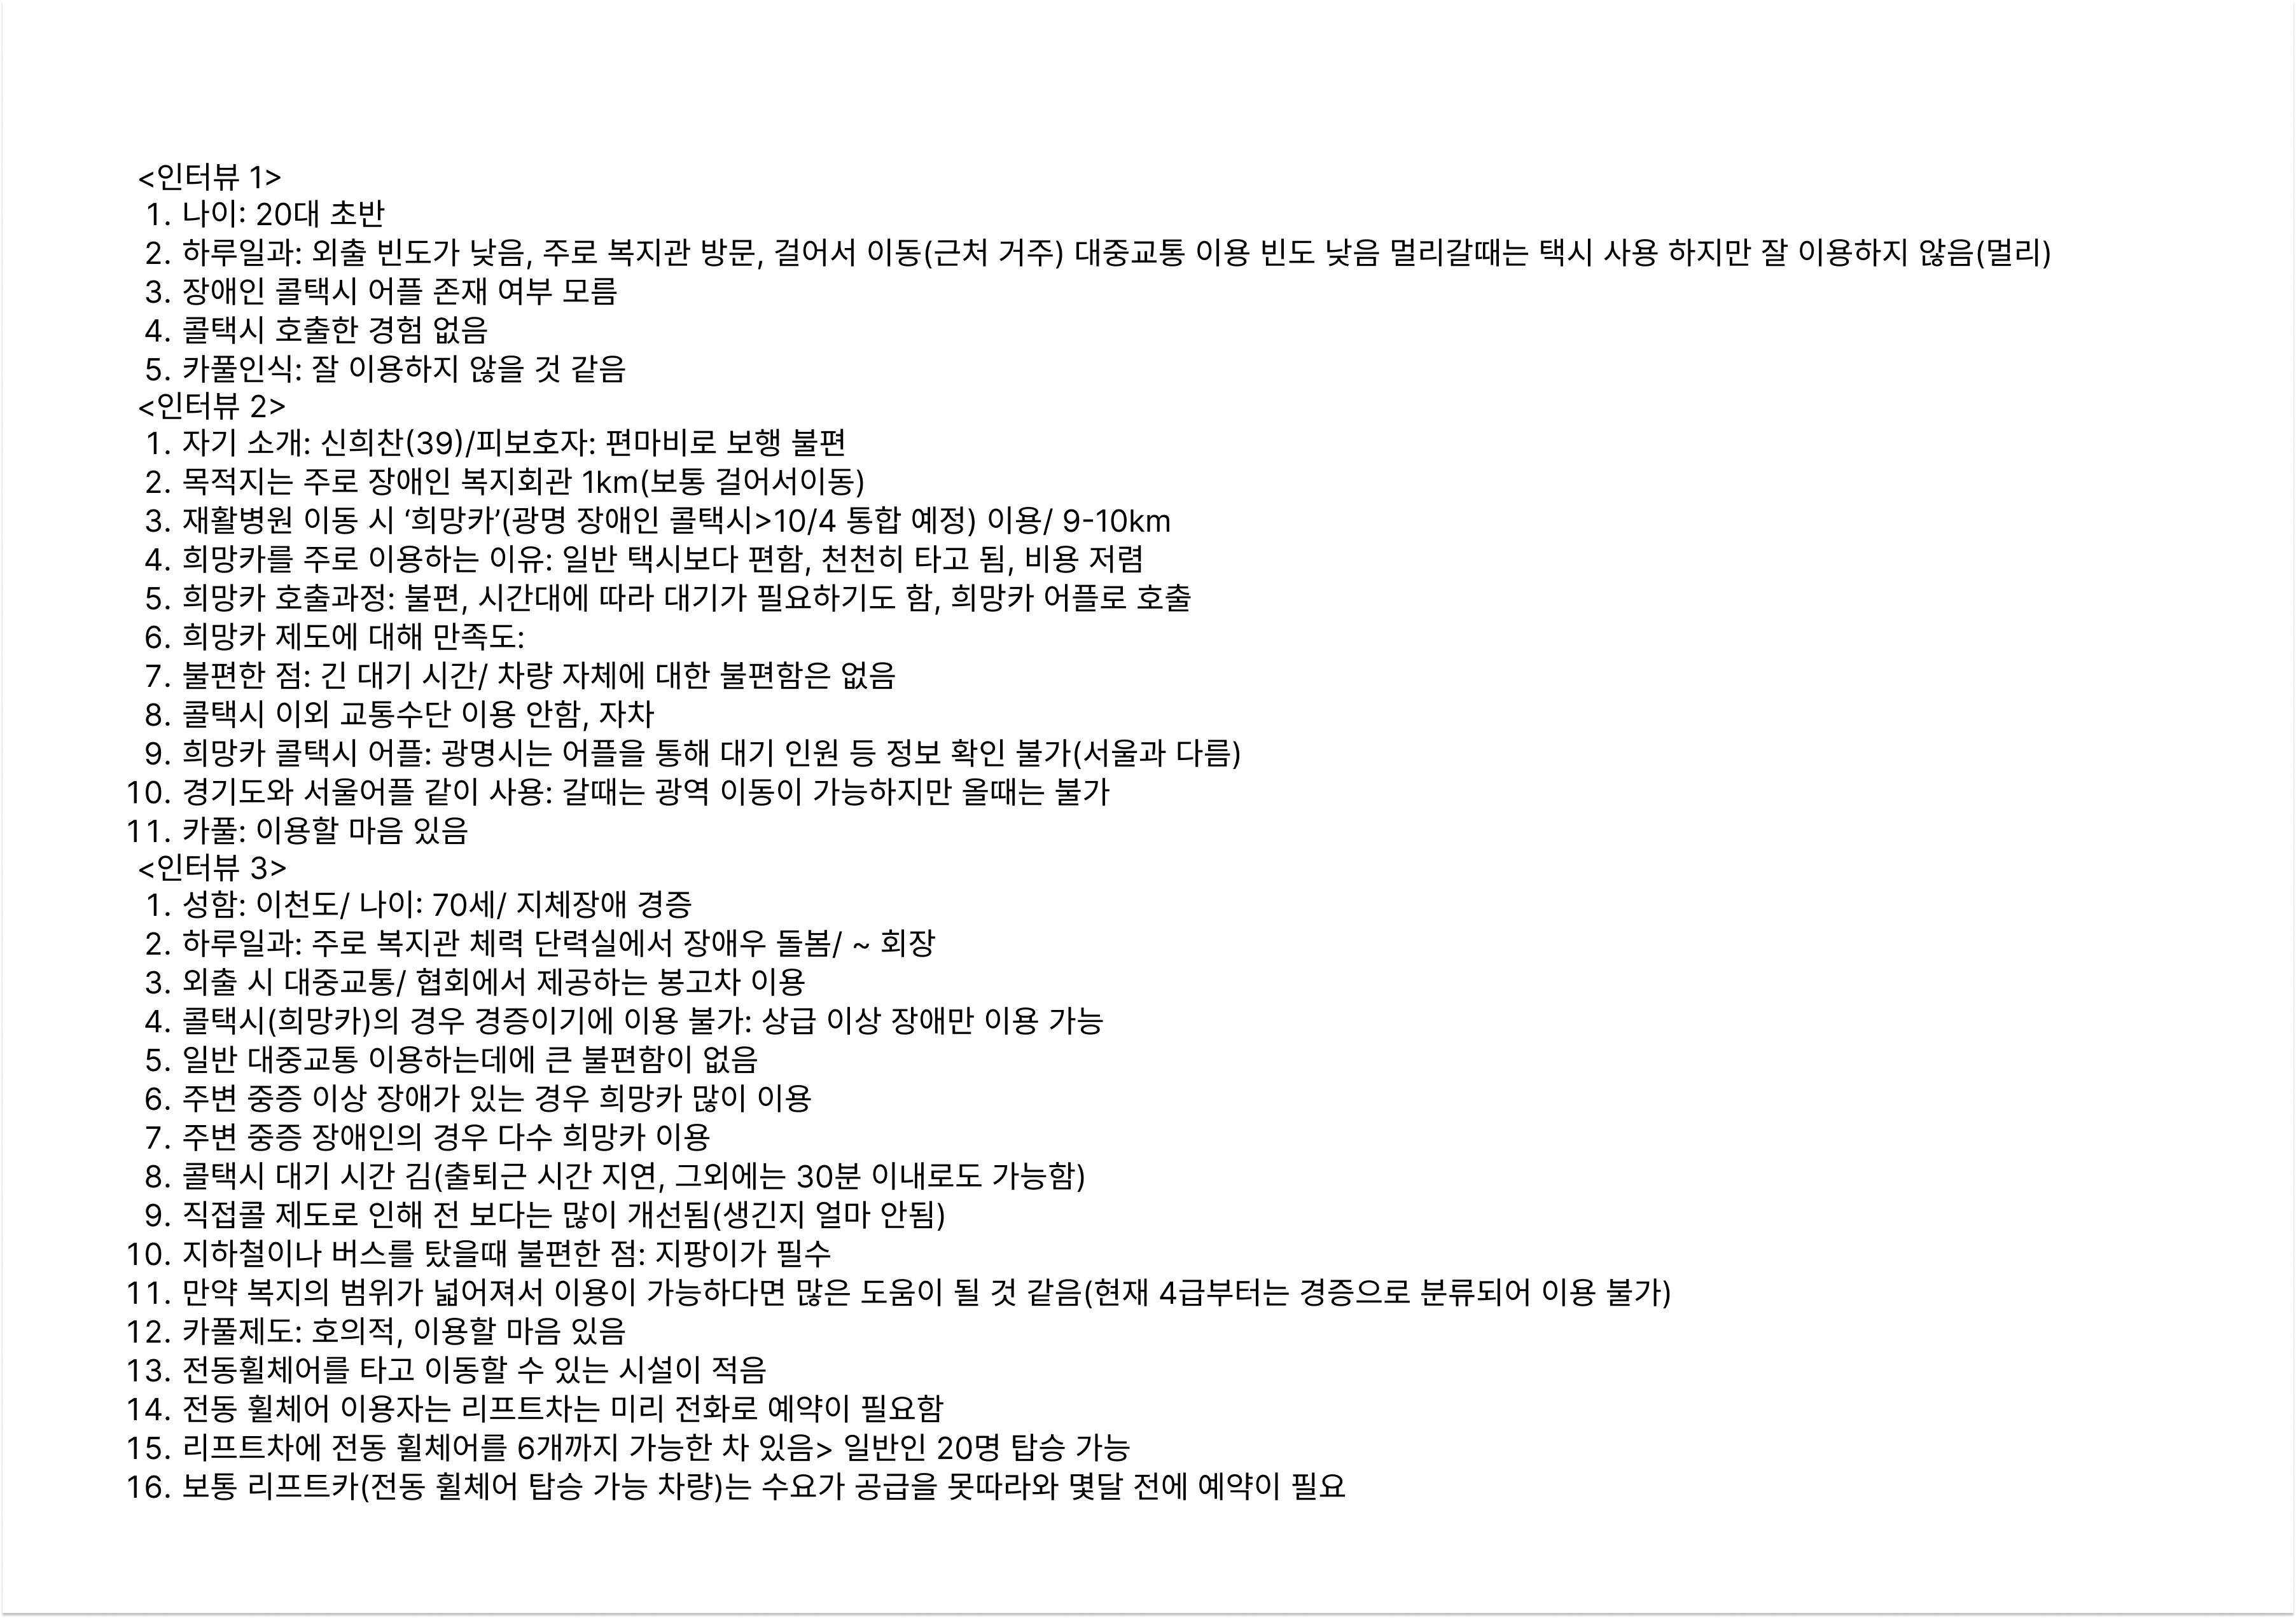 <인터뷰 1>
1. 나이: 20대 초반
2. 하루일과: 외출 빈도가 낮음, 주로 복지관 방문, 걸어서 이동(근처 거주) 대중교통 이용 빈도 낮음 멀리갈때는 택시 사용 하지만 잘 이용하지 않음(멀리)
3. 장애인 콜택시 어플 존재 여부 모름
4. 콜택시 호출한 경험 없음
5. 카풀인식: 잘 이용하지 않을 것 같음
<인터뷰 2>
1. 자기 소개: 신희찬(39)/피보호자: 편마비로 보행 불편
2. 목적지는 주로 장애인 복지회관 1km(보통 걸어서이동)
3. 재활병원 이동 시 ‘희망카’(광명 장애인 콜택시>10/4 통합 예정) 이용/ 9-10km
4. 희망카를 주로 이용하는 이유: 일반 택시보다 편함, 천천히 타고 됨, 비용 저렴
5. 희망카 호출과정: 불편, 시간대에 따라 대기가 필요하기도 함, 희망카 어플로 호출
6. 희망카 제도에 대해 만족도:
7. 불편한 점: 긴 대기 시간/ 차량 자체에 대한 불편함은 없음
8. 콜택시 이외 교통수단 이용 안함, 자차
9. 희망카 콜택시 어플: 광명시는 어플을 통해 대기 인원 등 정보 확인 불가(서울과 다름)
10. 경기도와 서울어플 같이 사용: 갈때는 광역 이동이 가능하지만 올때는 불가
11. 카풀: 이용할 마음 있음
<인터뷰 3>
1. 성함: 이천도/ 나이: 70세/ 지체장애 경증
2. 하루일과: 주로 복지관 체력 단력실에서 장애우 돌봄/ ~ 회장
3. 외출 시 대중교통/ 협회에서 제공하는 봉고차 이용
4. 콜택시(희망카)의 경우 경증이기에 이용 불가: 상급 이상 장애만 이용 가능
5. 일반 대중교통 이용하는데에 큰 불편함이 없음
6. 주변 중증 이상 장애가 있는 경우 희망카 많이 이용
7. 주변 중증 장애인의 경우 다수 희망카 이용
8. 콜택시 대기 시간 김(출퇴근 시간 지연, 그외에는 30분 이내로도 가능함)
9. 직접콜 제도로 인해 전 보다는 많이 개선됨(생긴지 얼마 안됨)
10. 지하철이나 버스를 탔을때 불편한 점: 지팡이가 필수
11. 만약 복지의 범위가 넓어져서 이용이 가능하다면 많은 도움이 될 것 같음(현재 4급부터는 경증으로 분류되어 이용 불가)
12. 카풀제도: 호의적, 이용할 마음 있음
13. 전동휠체어를 타고 이동할 수 있는 시설이 적음
14. 전동 휠체어 이용자는 리프트차는 미리 전화로 예약이 필요함
15. 리프트차에 전동 휠체어를 6개까지 가능한 차 있음> 일반인 20명 탑승 가능
16. 보통 리프트카(전동 휠체어 탑승 가능 차량)는 수요가 공급을 못따라와 몇달 전에 예약이 필요